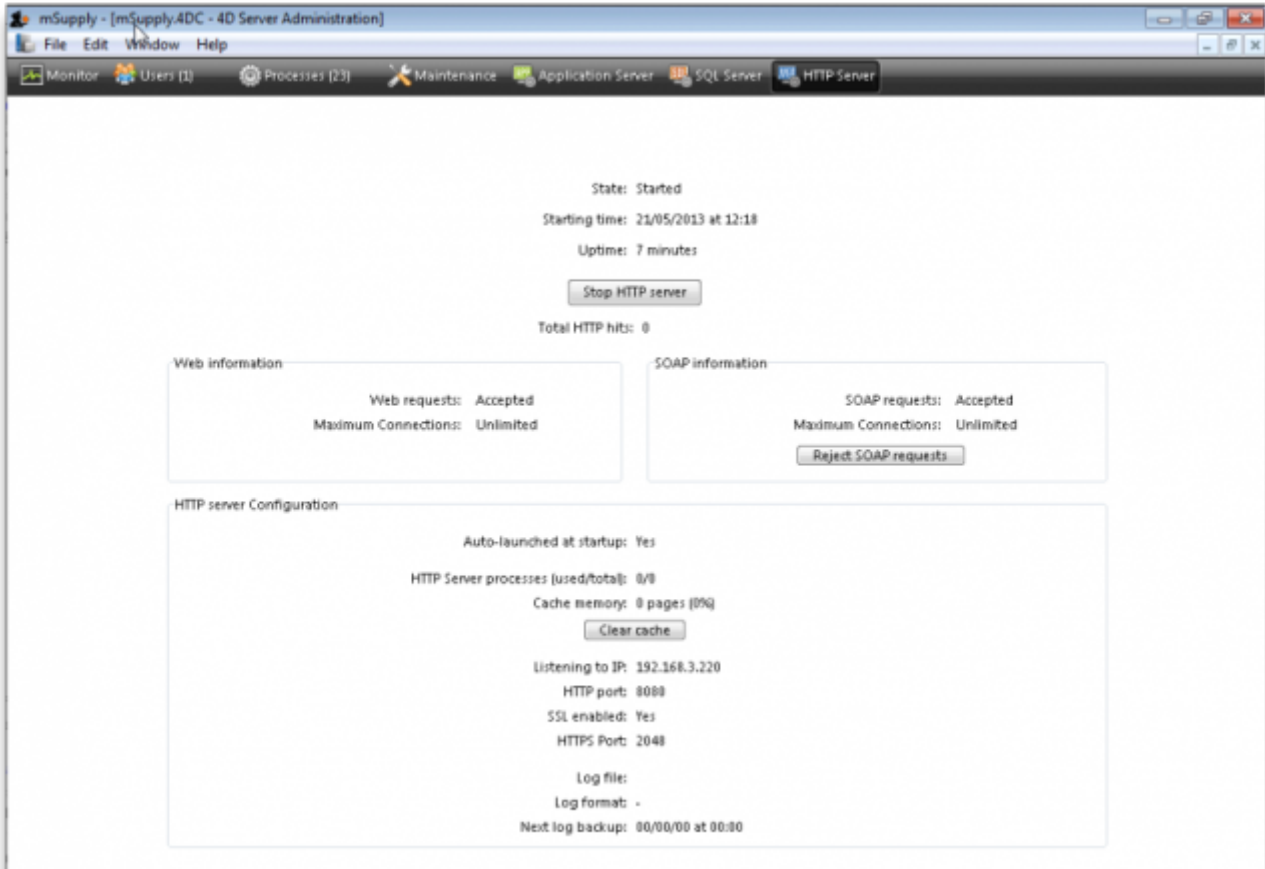 mSupply - [mSupply.4DC - 4D Server Administration]
File Edit Window Help
Monitor Users (1) Processes (23) Maintenance Application Server SQL Server HTTP Server
State: Started
Starting time: 21/05/2013 at 12:18
Uptime: 7 minutes
Stop HTTP server
Total HTTP hits: 0
Web information
Web requests: Accepted
Maximum Connections: Unlimited
SOAP information
SOAP requests: Accepted
Maximum Connections: Unlimited
Reject SOAP requests
HTTP server Configuration
Auto-launched at startup: Yes
HTTP Server processes (used/total): 0/0
Cache memory: 0 pages (0%)
Clear cache
Listening to IP: 192.168.3.220
HTTP port: 8080
SSL enabled: Yes
HTTPS Port: 2048
Log file:
Log format: -
Next log backup: 00/00/00 at 00:00